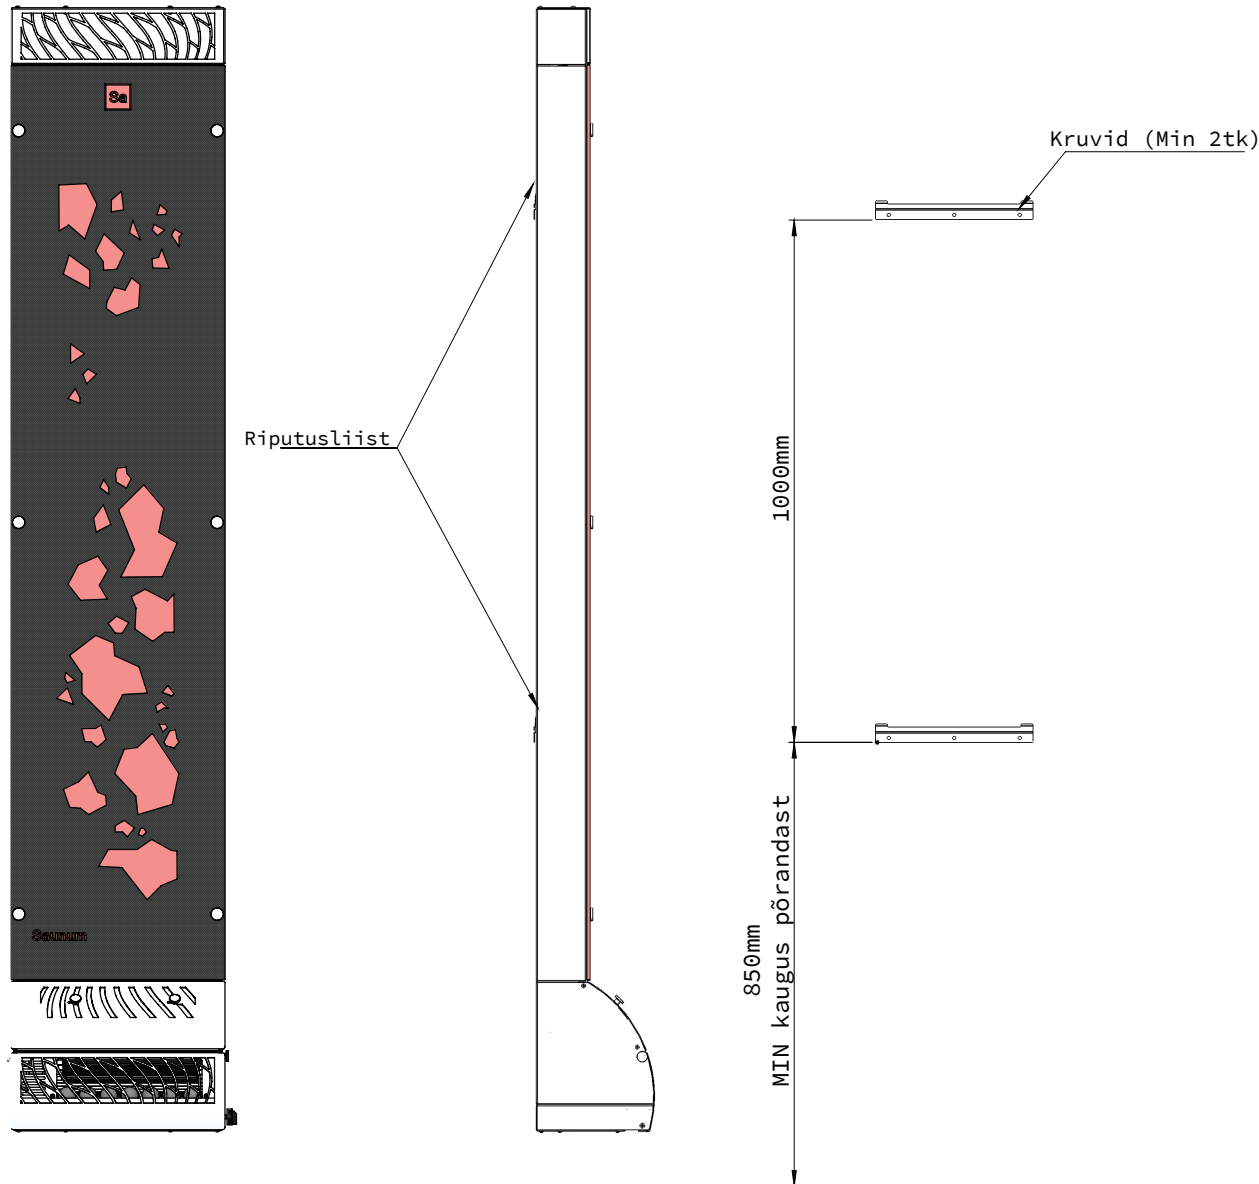 Sa
Kruvid (Min 2tk)
Riputusliist
1000mm
850mm
MIN kaugus põrandast
Saunum